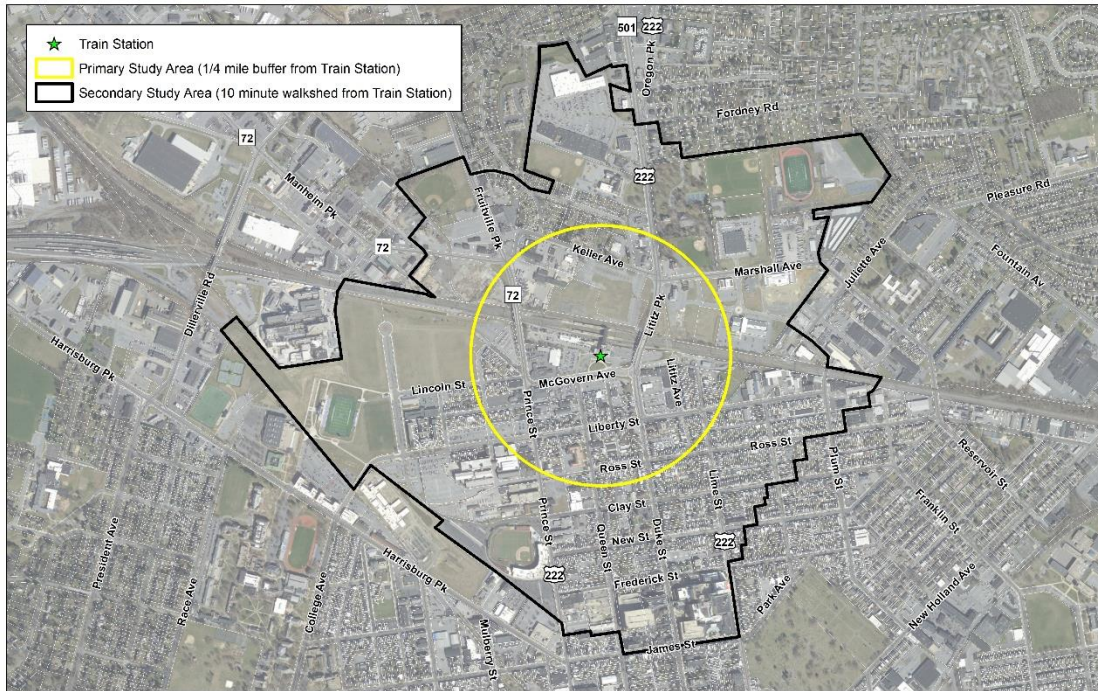 Train Station
Primary Study Area (1/4 mile buffer from Train Station)
Secondary Study Area (10 minute walkshed from Train Station)
501
222
Oregon Pk
Fordney Rd
72
Manheim Pk
222
Pleasure Rd
Fruitville Pk
72
Keller Ave
Marshall Ave
Juliette Ave
Fountain Av
Dillerville Rd
72
Lititz Pk
Harrisburg Pk
McGovern Ave
Lititz Ave
Lincoln St
Prince St
Liberty St
Ross St
Ross St
Plum St
Reservoir St
Lime St
Clay St
Franklin St
President Ave
Race Ave
College Ave
Harrisburg Pk
Prince St
Queen St
New St
Duke St
222
222
Frederick St
Park Ave
New Holland Ave
Mulberry St
James St